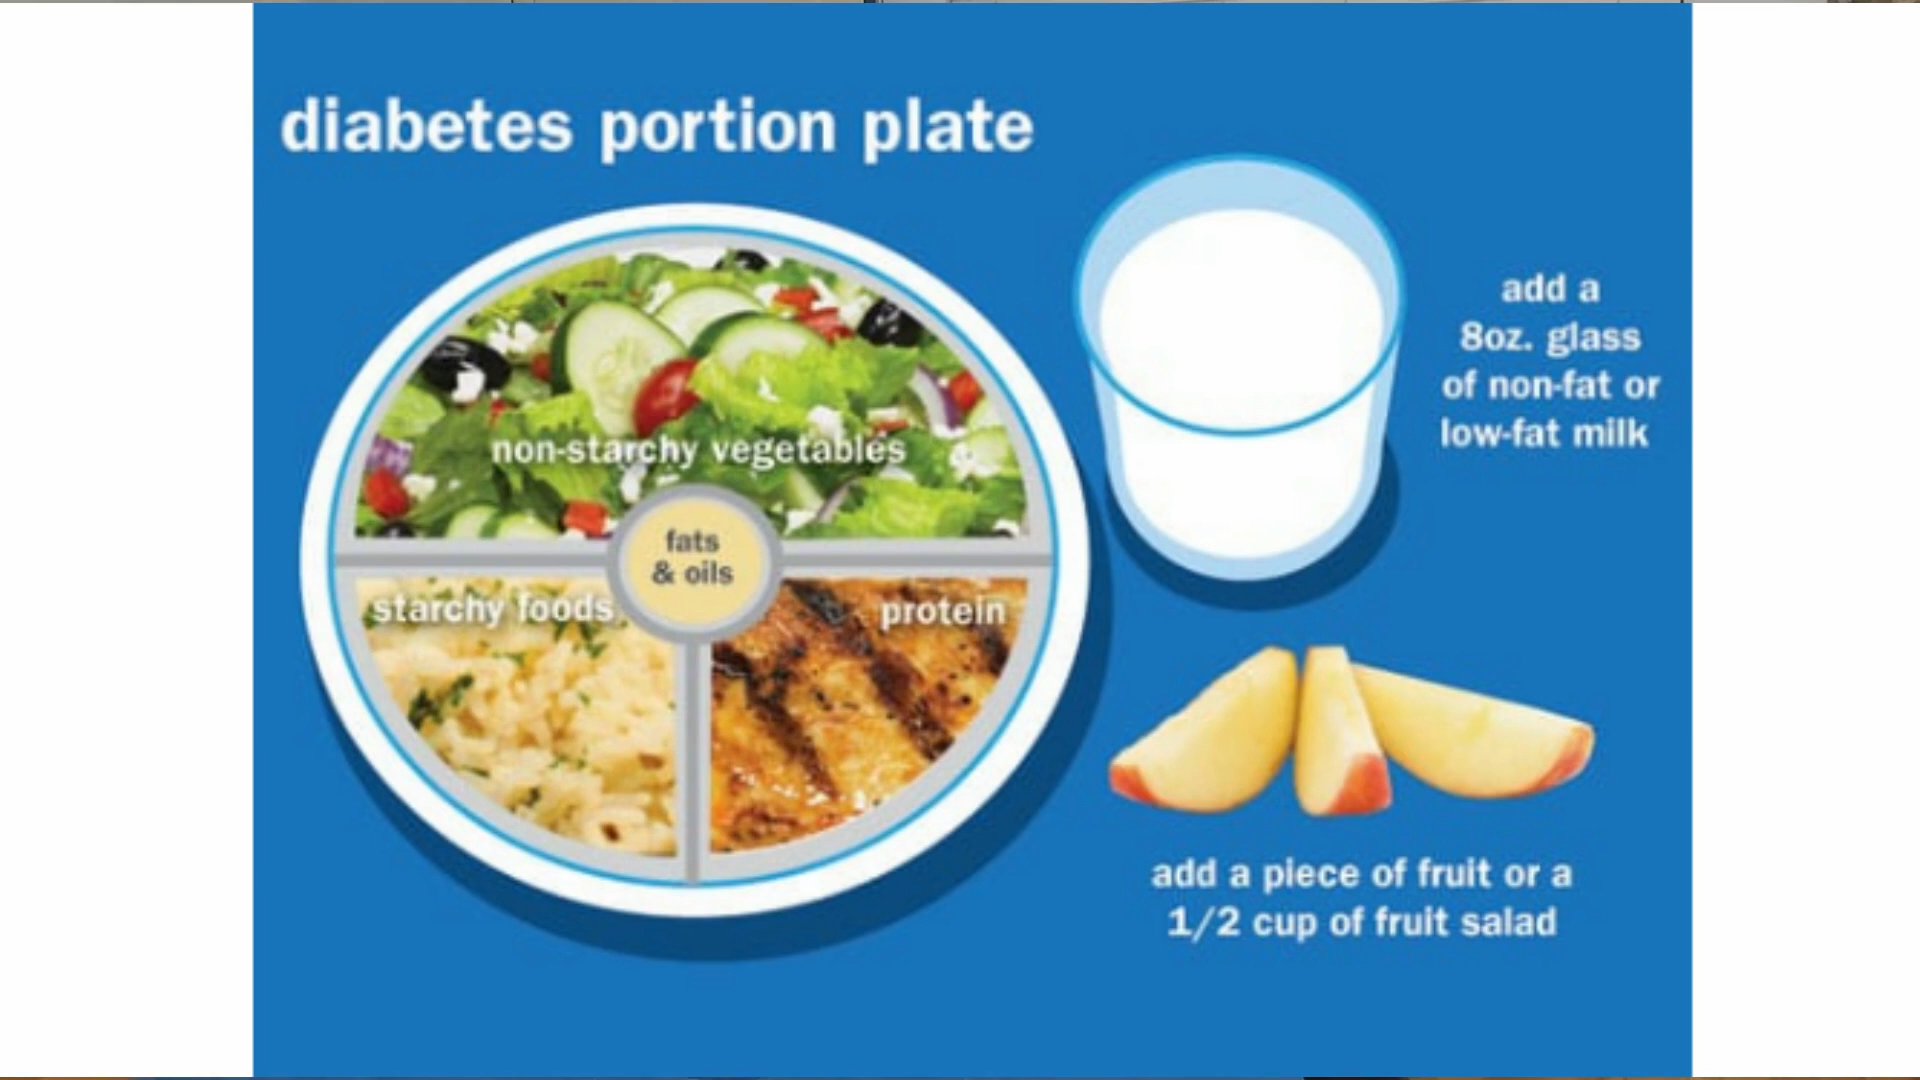 diabetes portion plate
non-starchy vegetables
fats
& oils
starchy foods
protein
add a
8oz. glass
of non-fat or
low-fat milk
add a piece of fruit or a
1/2 cup of fruit salad